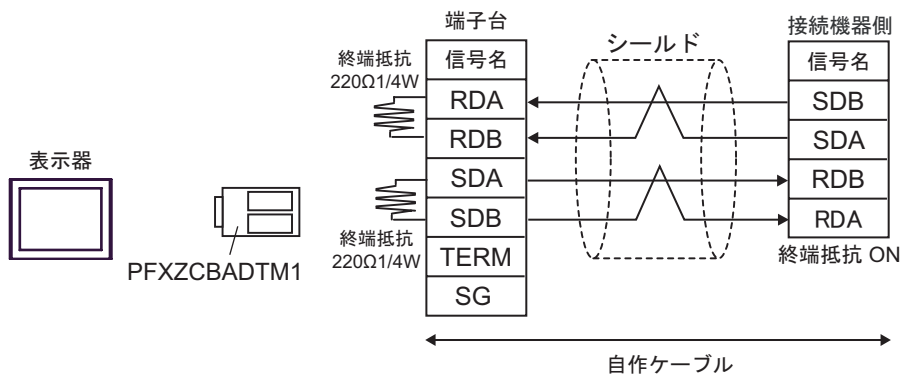 表示器
PFXZCBADTM1
端子台
終端抵抗
220Ω1/4W
終端抵抗
220Ω1/4W
信号名
RDA
RDB
SDA
SDB
TERM
SG
シールド
接続機器側
信号名
SDB
SDA
RDB
RDA
終端抵抗 ON
自作ケーブル